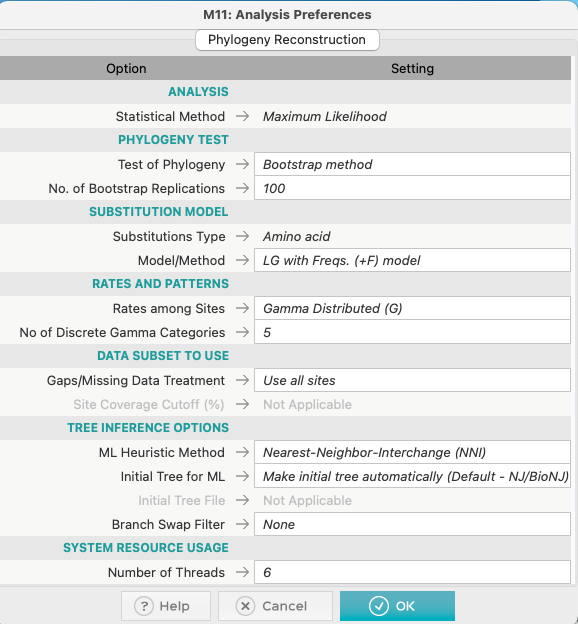 M11: Analysis Preferences
Phylogeny Reconstruction
Option Setting
ANALYSIS
Statistical Method → Maximum Likelihood
PHYLOGENY TEST
Test of Phylogeny → Bootstrap method
No. of Bootstrap Replications → 100
SUBSTITUTION MODEL
Substitutions Type → Amino acid
Model/Method → LG with Freqs. (+F) model
RATES AND PATTERNS
Rates among Sites → Gamma Distributed (G)
No of Discrete Gamma Categories → 5
DATA SUBSET TO USE
Gaps/Missing Data Treatment → Use all sites
Site Coverage Cutoff (%) → Not Applicable
TREE INFERENCE OPTIONS
ML Heuristic Method → Nearest-Neighbor-Interchange (NNI)
Initial Tree for ML → Make initial tree automatically (Default - NJ/BioNJ)
Initial Tree File → Not Applicable
Branch Swap Filter → None
SYSTEM RESOURCE USAGE
Number of Threads → 6
? Help Cancel OK